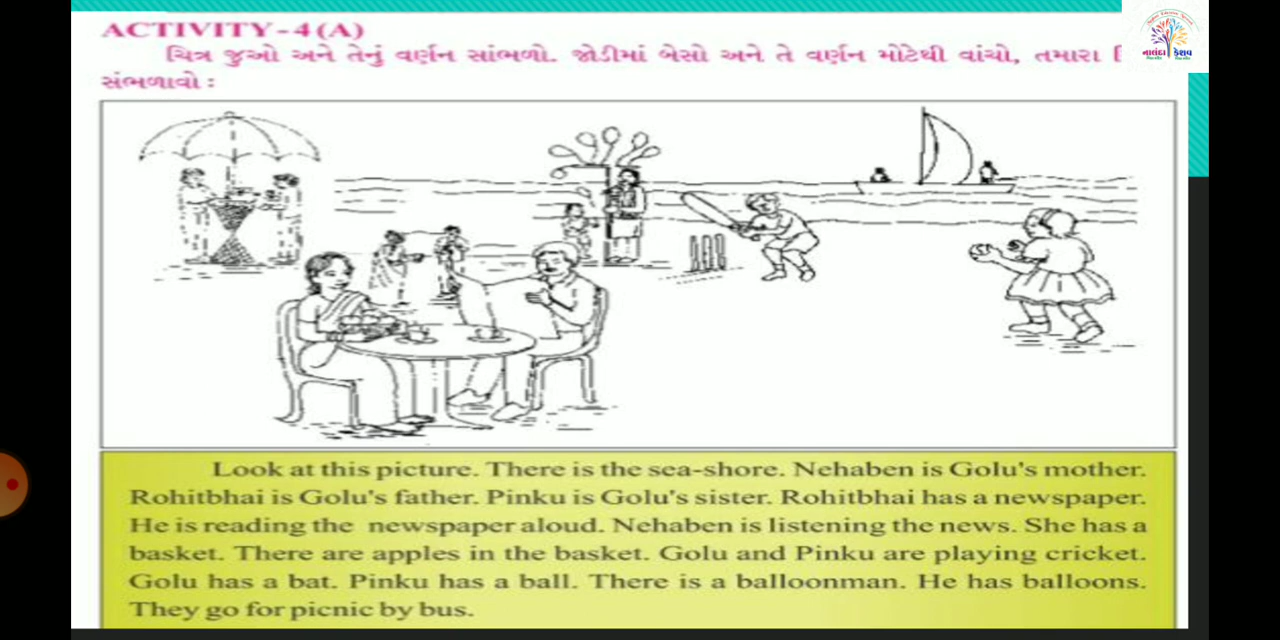 ACTIVITY - 4 (A)
ચિત્ર જુઓ અને તેનું વર્ણન સાંભળો. જોડીમાં બેસો અને તે વર્ણન મોટેથી વાંચો, તમારા
સંભળાવો :
નાલંદા કેશવ
Look at this picture. There is the sea-shore. Nehaben is Golu's mother.
Rohitbhai is Golu's father. Pinku is Golu's sister. Rohitbhai has a newspaper.
He is reading the newspaper aloud. Nehaben is listening the news. She has a
basket. There are apples in the basket. Golu and Pinku are playing cricket.
Golu has a bat. Pinku has a ball. There is a balloonman. He has balloons.
They go for picnic by bus.